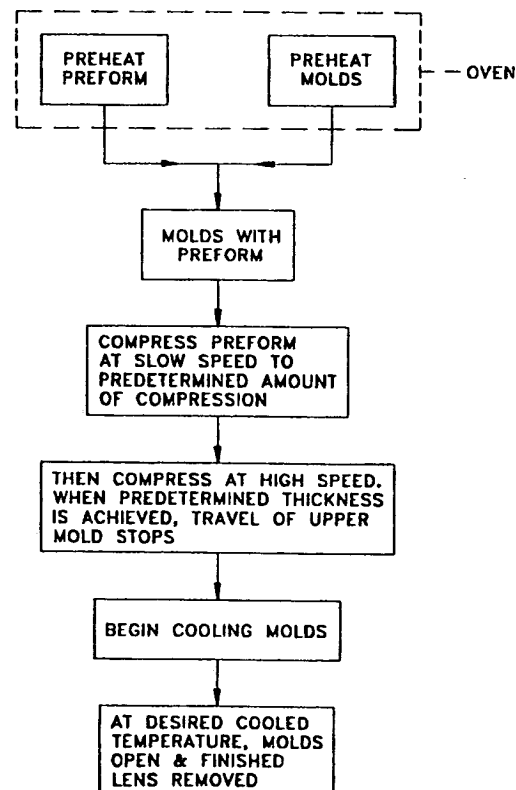 PREHEAT
PREFORM
PREHEAT
MOLDS
OVEN
MOLDS WITH
PREFORM
COMPRESS PREFORM
AT SLOW SPEED TO
PREDETERMINED AMOUNT
OF COMPRESSION
THEN COMPRESS AT HIGH SPEED.
WHEN PREDETERMINED THICKNESS
IS ACHIEVED, TRAVEL OF UPPER
MOLD STOPS
BEGIN COOLING MOLDS
AT DESIRED COOLED
TEMPERATURE, MOLDS
OPEN & FINISHED
LENS REMOVED